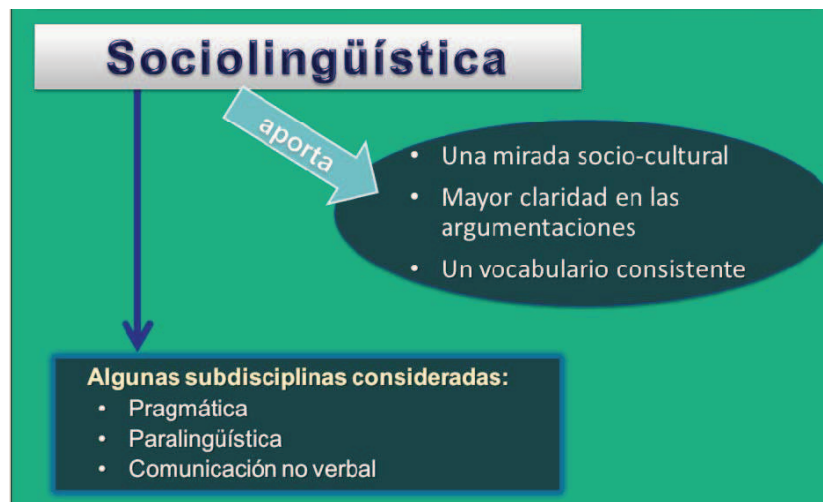 Sociolingüística
aporta
• Una mirada socio-cultural
• Mayor claridad en las
argumentaciones
• Un vocabulario consistente
Algunas subdisciplinas consideradas:
• Pragmática
• Paralingüística
• Comunicación no verbal